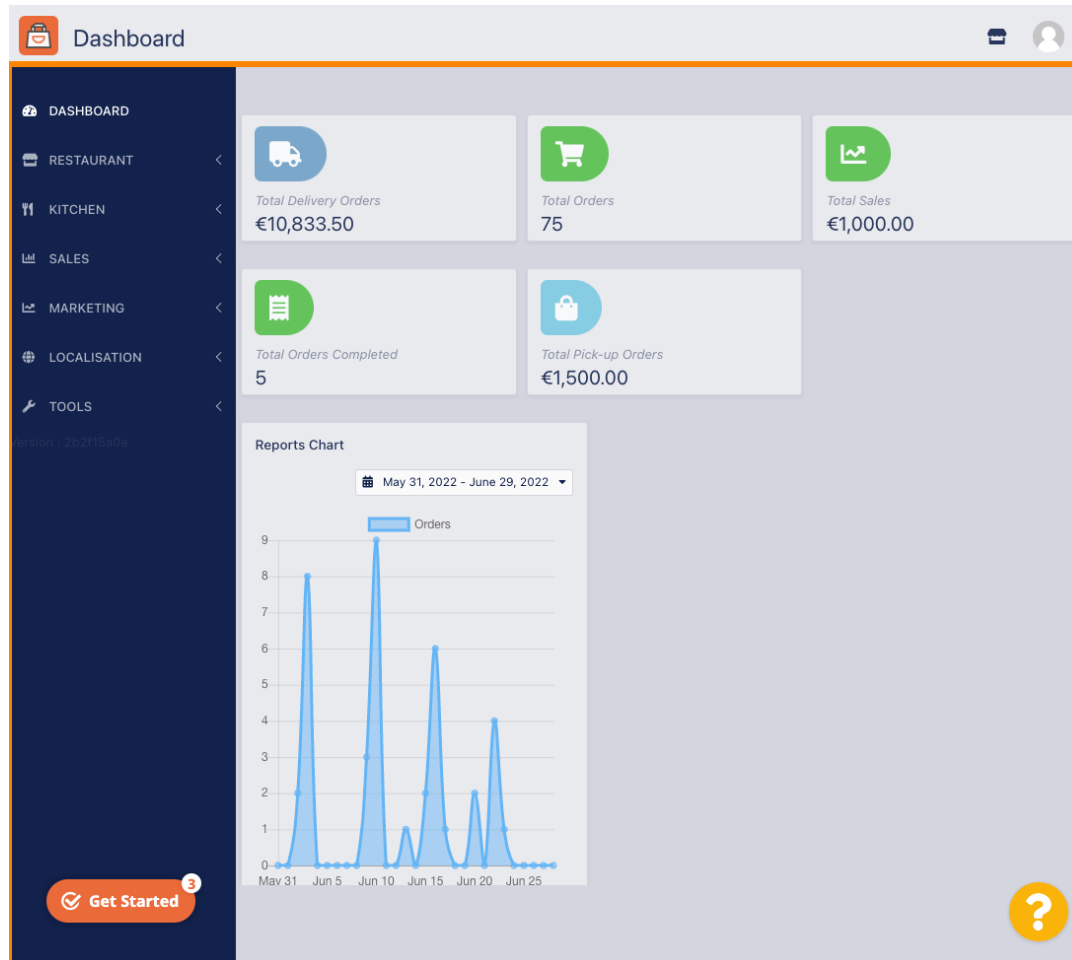 Dashboard
DASHBOARD
RESTAURANT
KITCHEN
SALES
MARKETING
LOCALISATION
TOOLS
Version : 2b2f15a0e
Get Started
3
Total Delivery Orders
€10,833.50
Total Orders
75
Total Sales
€1,000.00
Total Orders Completed
5
Total Pick-up Orders
€1,500.00
Reports Chart
May 31, 2022 - June 29, 2022
Orders
9
8
7
6
5
4
3
2
1
0
May 31 Jun 5 Jun 10 Jun 15 Jun 20 Jun 25
?